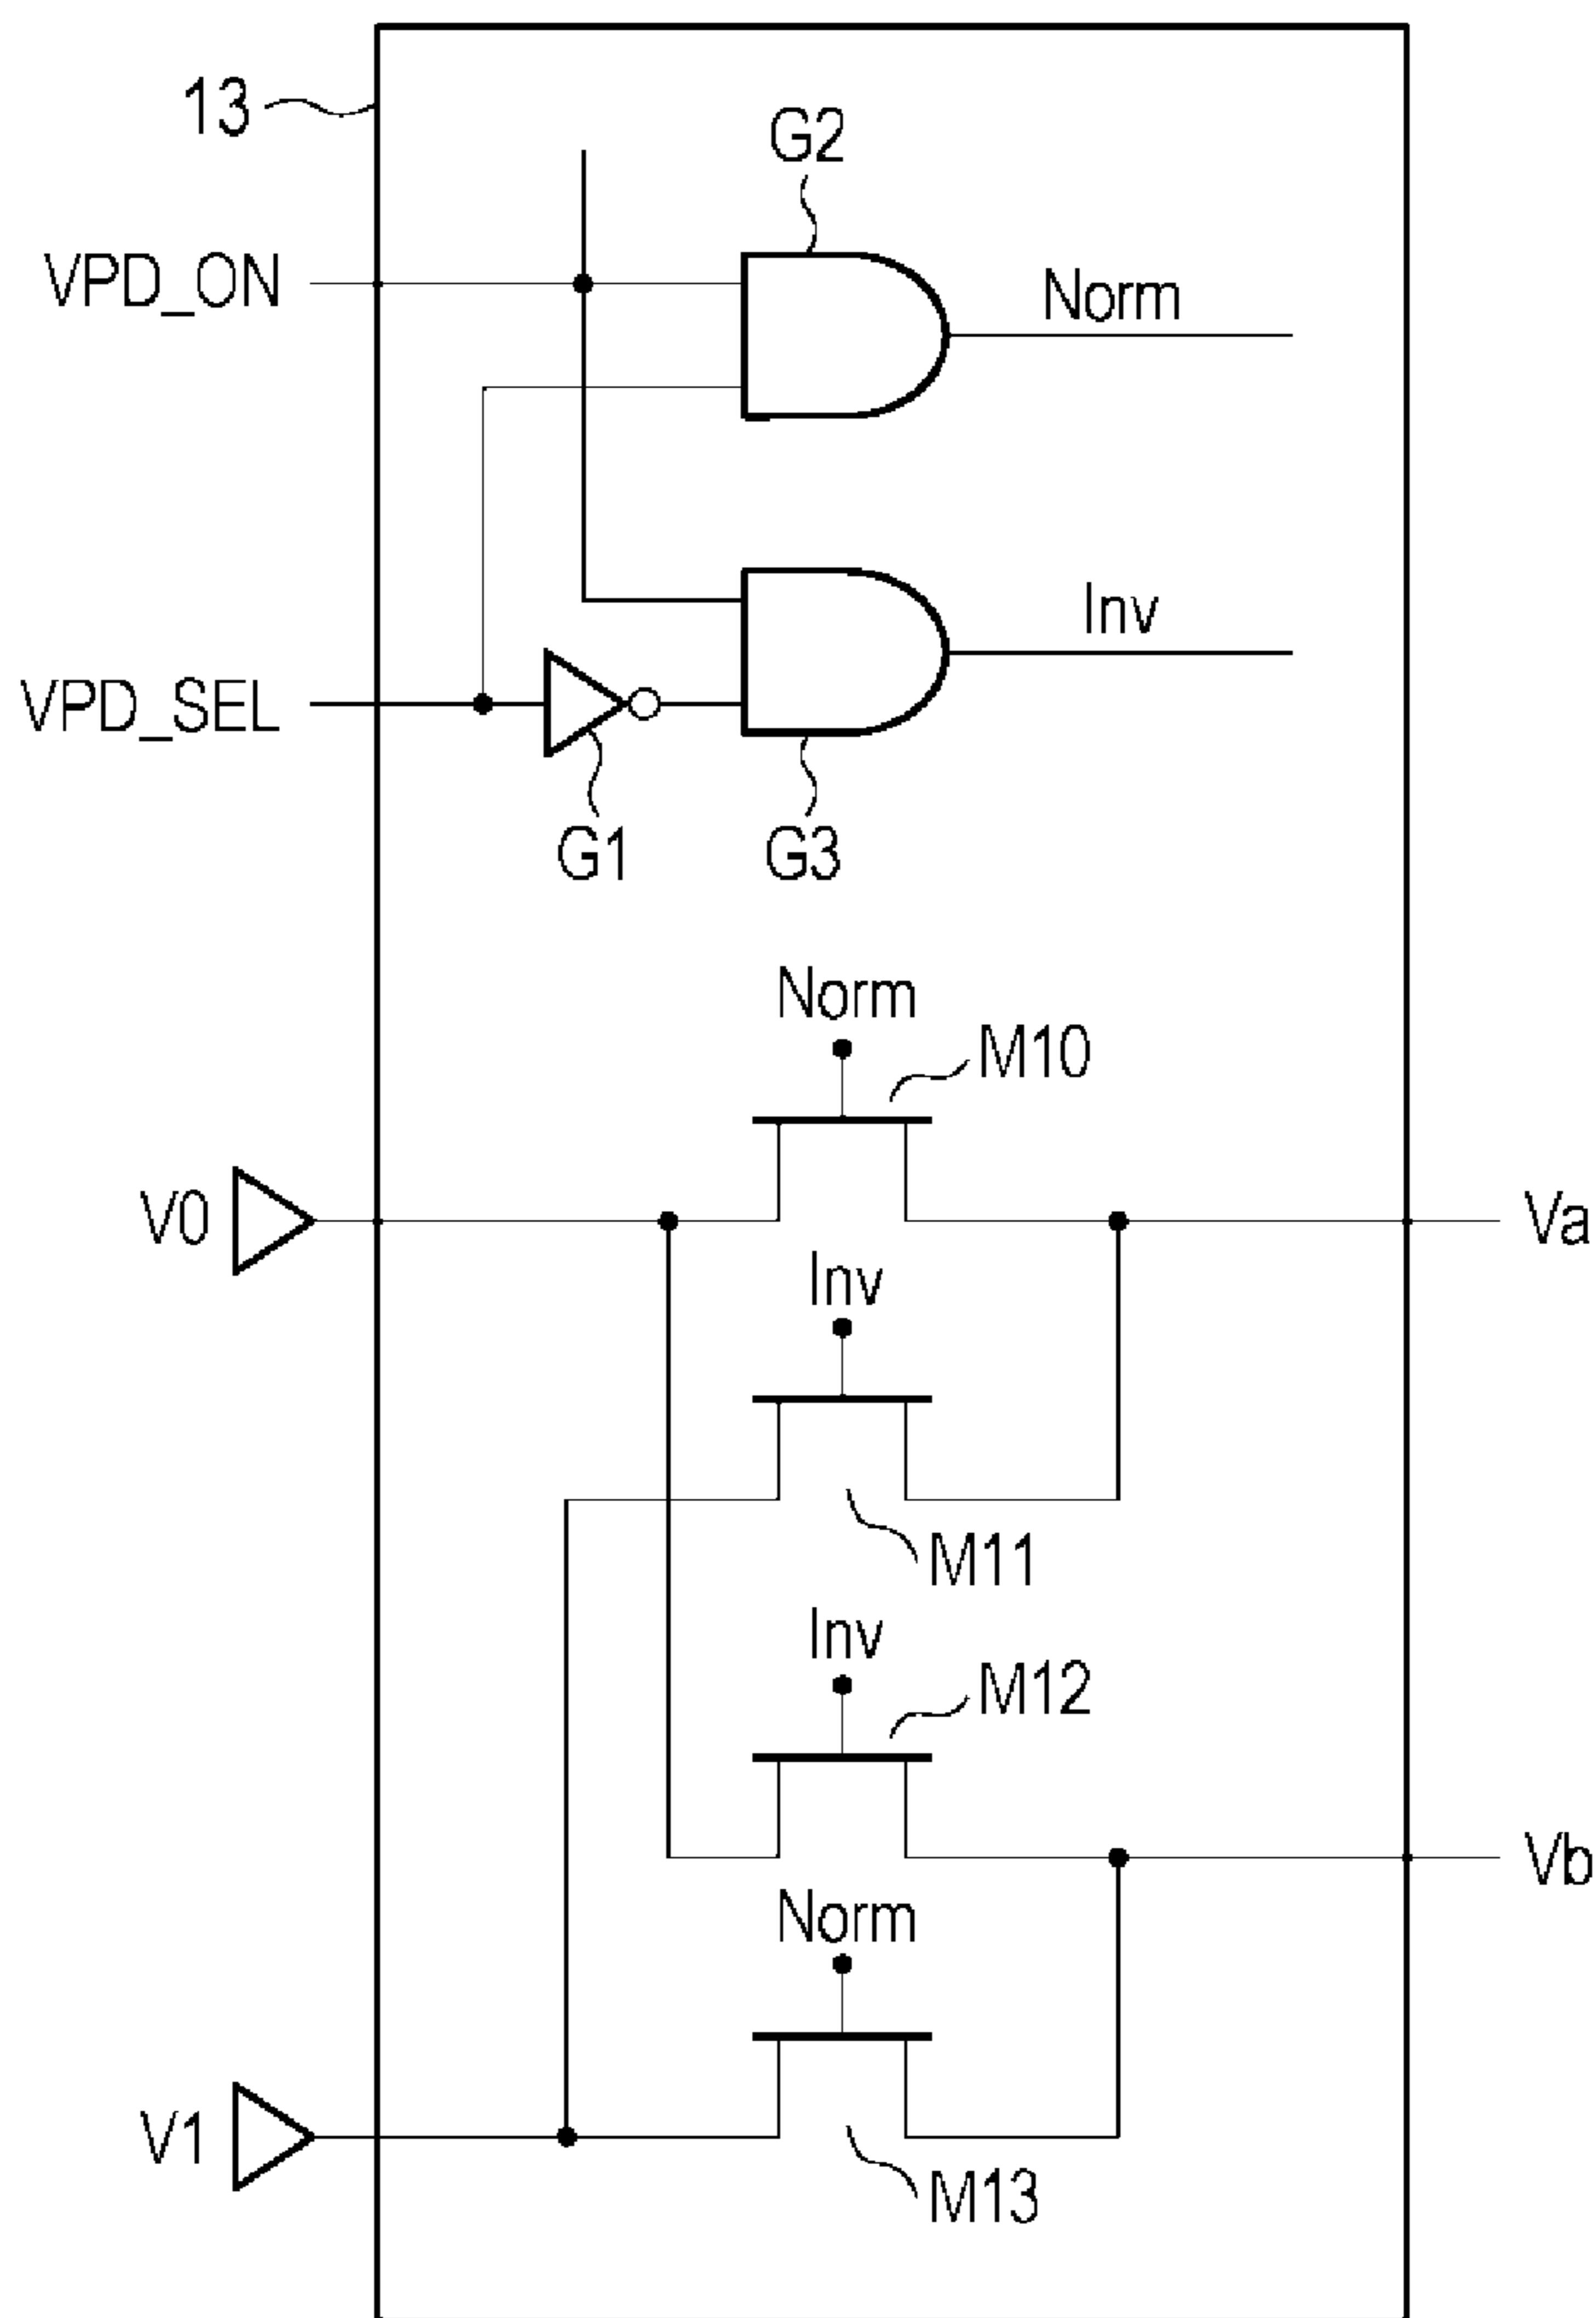 13
G2
VPD_ON
Norm
Inv
VPD_SEL
G1
G3
Norm
M10
V0
Va
Inv
M11
Inv
M12
Vb
Norm
V1
M13